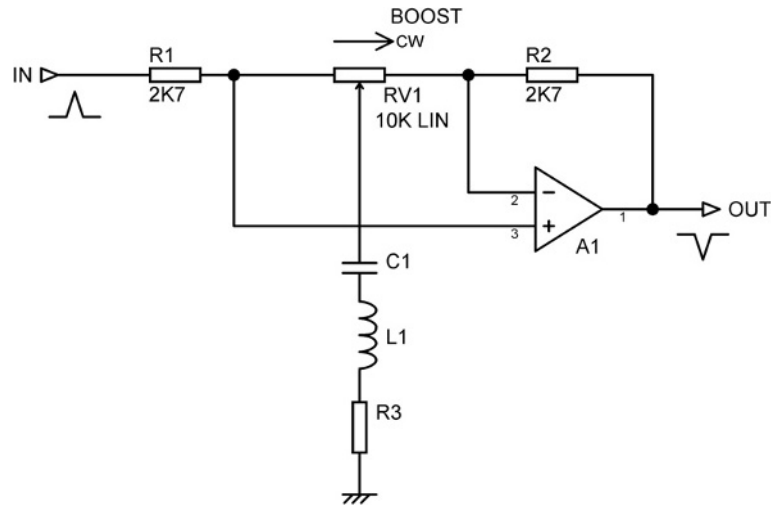 BOOST
CW
IN
R1
2K7
RV1
10K LIN
R2
2K7
2
−
3
+
1
OUT
A1
C1
L1
R3